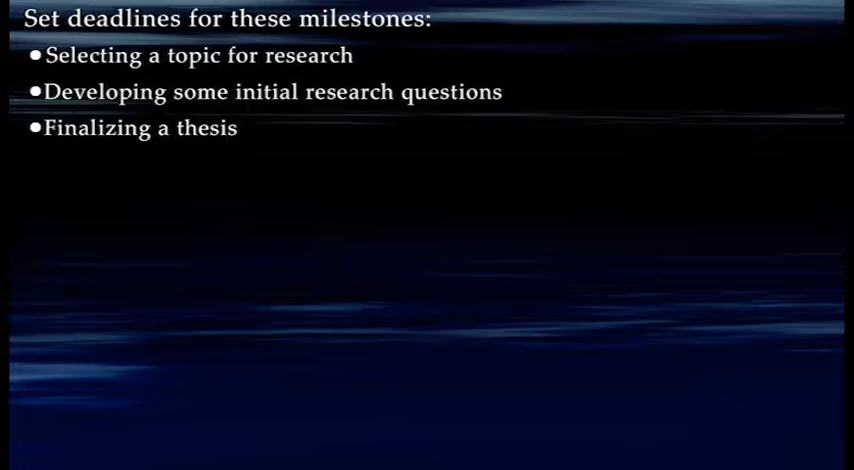 Set deadlines for these milestones:
●Selecting a topic for research
●Developing some initial research questions
●Finalizing a thesis